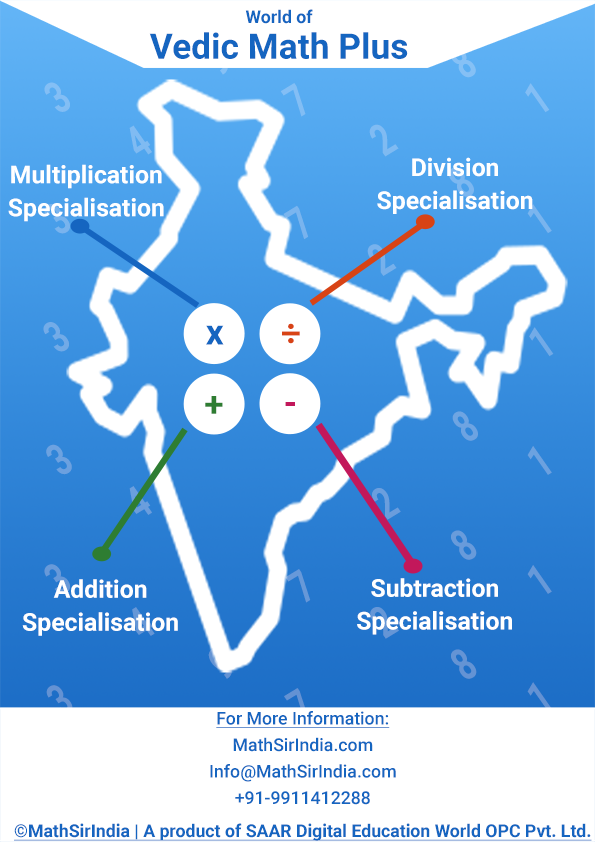 World of
Vedic Math Plus
Multiplication
Specialisation
Division
Specialisation
x
÷
+
-
Addition
Specialisation
Subtraction
Specialisation
For More Information:
MathSirIndia.com
Info@MathSirIndia.com
+91-9911412288
©MathSirIndia | A product of SAAR Digital Education World OPC Pvt. Ltd.